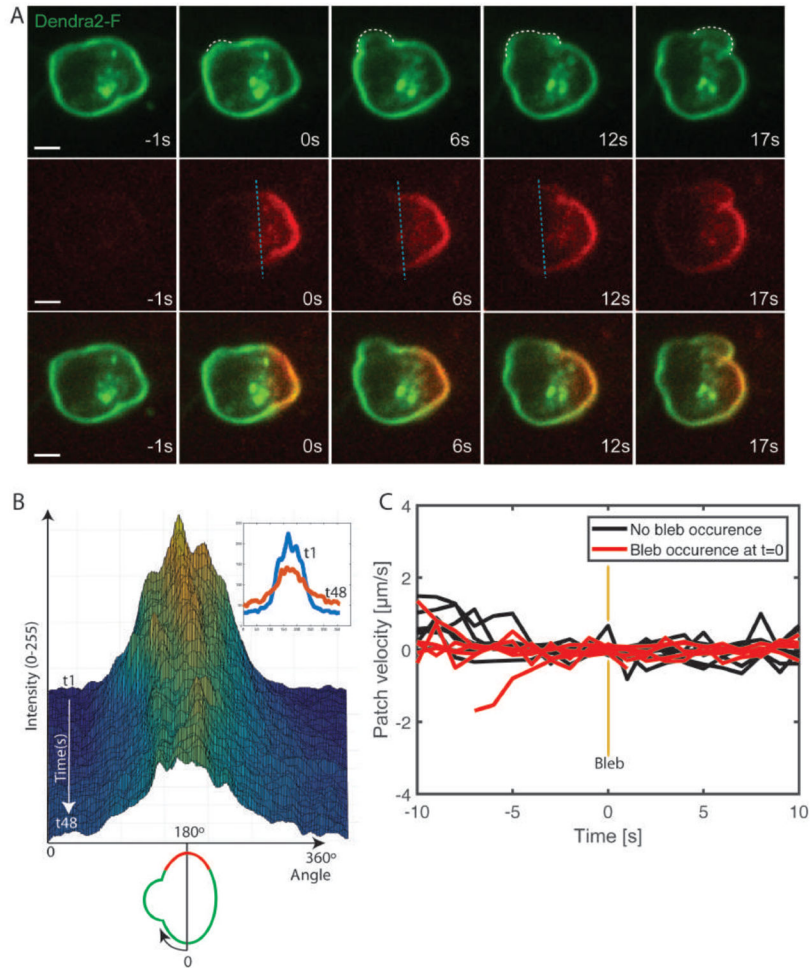 A
Dendra2-F
-1s
0s
6s
12s
17s
-1s
0s
6s
12s
17s
-1s
0s
6s
12s
17s
B
Intensity (0-255)
t1
Time(s)
t48
t1
t48
0
180º
360º
Angle
0
C
Patch velocity [µm/s]
4
2
0
-2
-4
No bleb occurence
Bleb occurence at t=0
Bleb
-10
-5
0
5
10
Time [s]